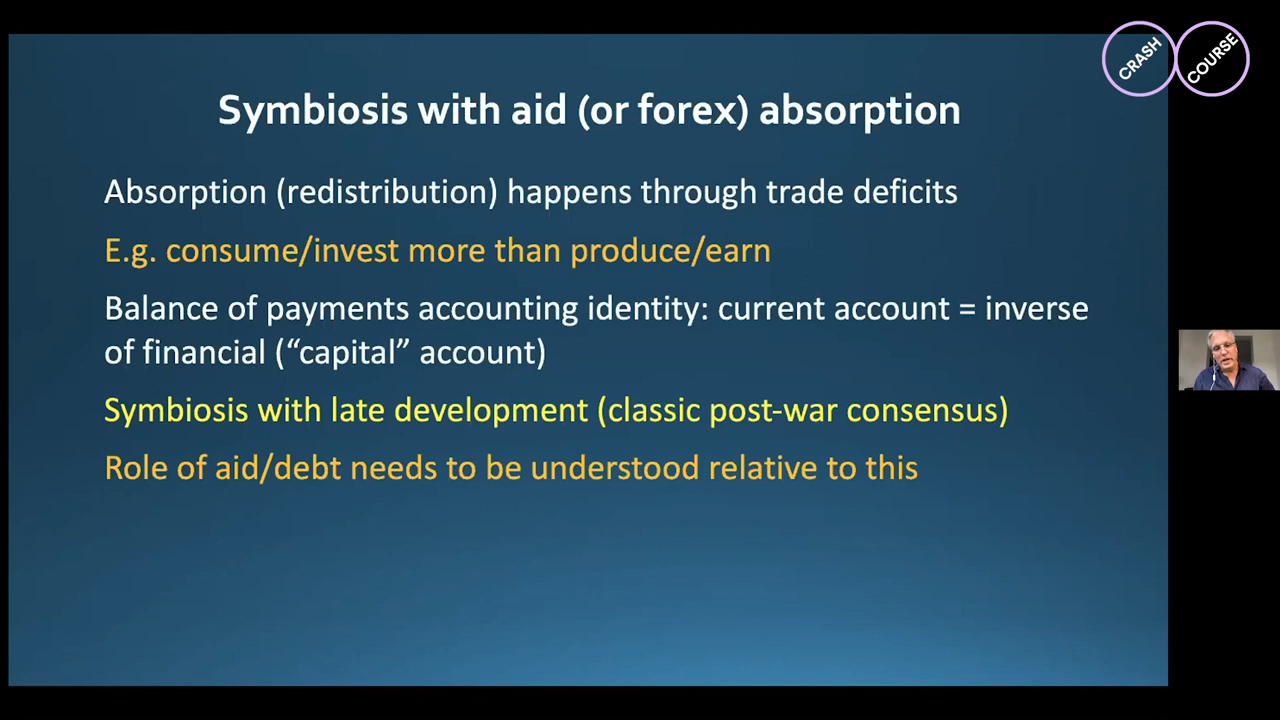 CRASH COURSE
Symbiosis with aid (or forex) absorption
Absorption (redistribution) happens through trade deficits
E.g. consume/invest more than produce/earn
Balance of payments accounting identity: current account = inverse
of financial (“capital” account)
Symbiosis with late development (classic post-war consensus)
Role of aid/debt needs to be understood relative to this